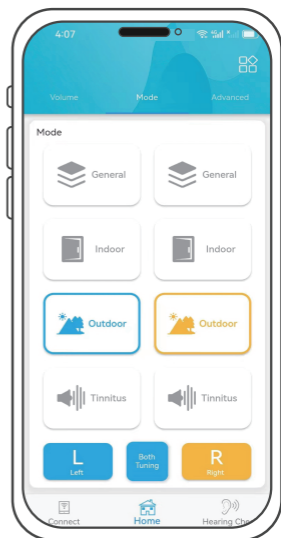 4:07
Volume Mode Advanced
Mode
General General
Indoor Indoor
Outdoor Outdoor
Tinnitus Tinnitus
L Both R
Left Tuning Right
Connect Home Hearing Che